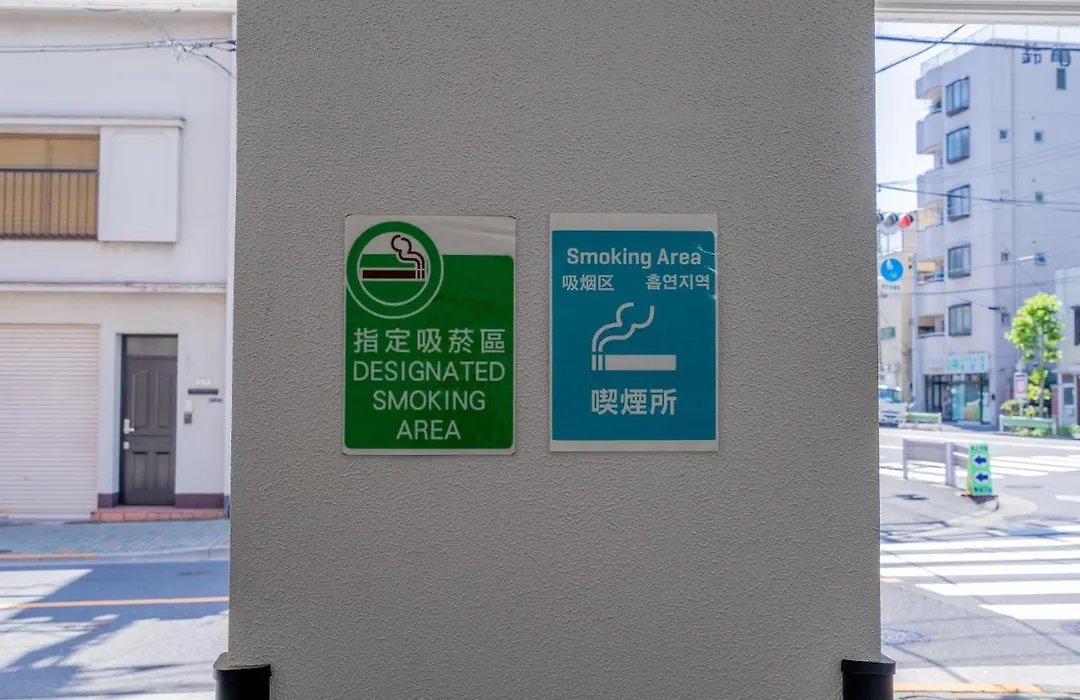 指定吸菸區
DESIGNATED
SMOKING
AREA
Smoking Area
吸烟区 흡연지역
喫煙所